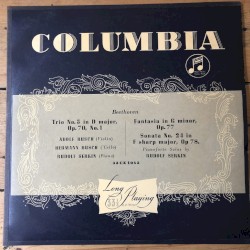 COLUMBIA
Beethoven
Trio No. 5 in D major,
Op. 70, No. 1
ADOLF BUSCH (Violin)
HERMANN BUSCH ('Cello)
RUDOLF SERKIN (Piano)
Fantasia in G minor,
Op. 77
Sonata No. 24 in
F sharp major, Op. 78,
Pianoforte Solos by
RUDOLF SERKIN
Long
33⅓
Playing